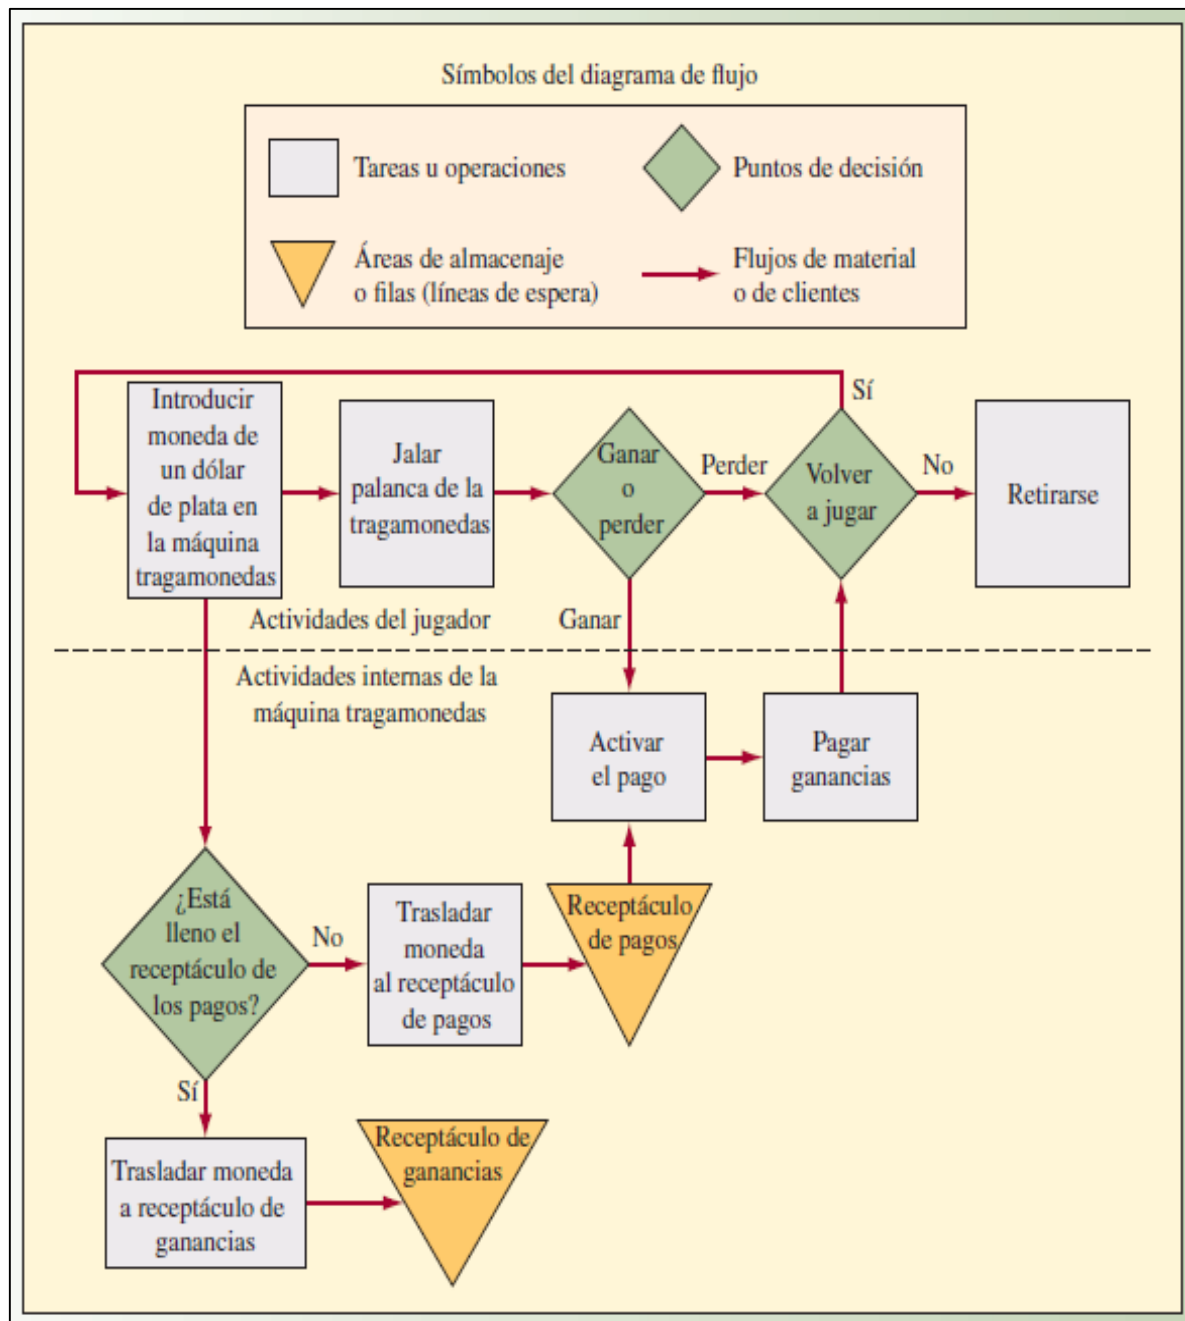 Símbolos del diagrama de flujo
Tareas u operaciones
Puntos de decisión
Áreas de almacenaje
o filas (líneas de espera)
Flujos de material
o de clientes
Introducir
moneda de
un dólar
de plata en
la máquina
tragamonedas
Jalar
palanca de la
tragamonedas
Ganar
o
perder
Perder
Sí
Volver
a jugar
No
Retirarse
Actividades del jugador
Ganar
Actividades internas de la
máquina tragamonedas
Activar
el pago
Pagar
ganancias
¿Está
lleno el
receptáculo de
los pagos?
No
Trasladar
moneda
al receptáculo
de pagos
Receptáculo
de pagos
Sí
Trasladar moneda
a receptáculo de
ganancias
Receptáculo de
ganancias